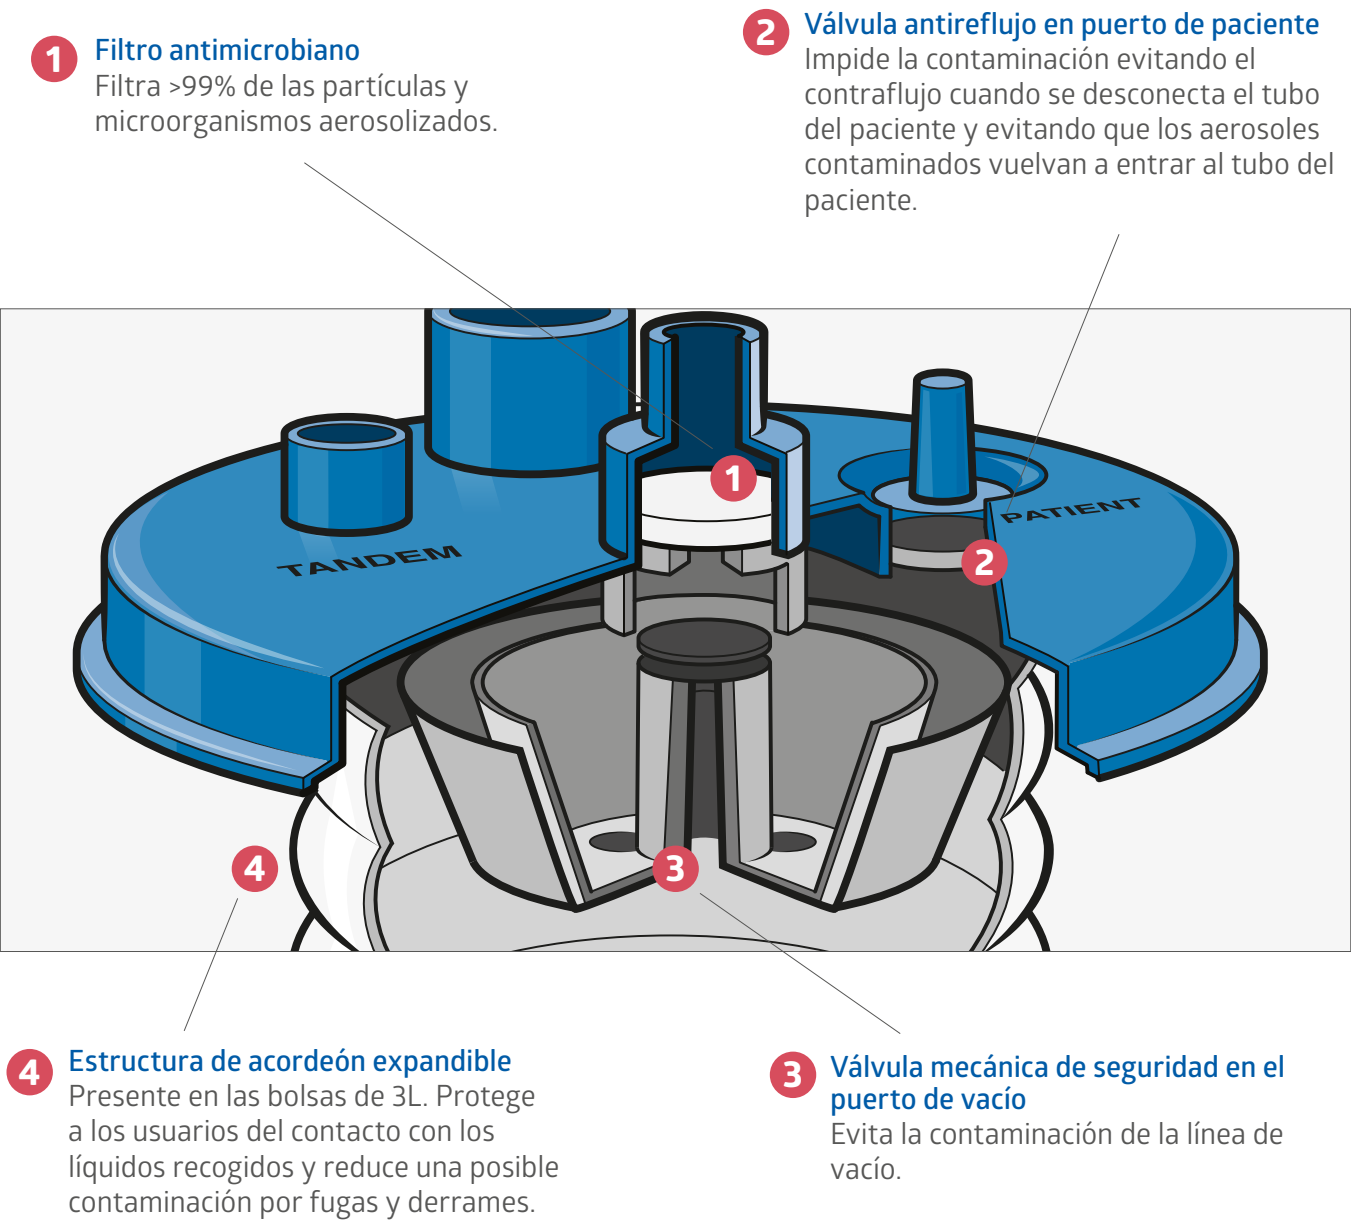 1
Filtro antimicrobiano
Filtra >99% de las partículas y
microorganismos aerosolizados.
2
Válvula antireflujo en puerto de paciente
Impide la contaminación evitando el
contraflujo cuando se desconecta el tubo
del paciente y evitando que los aerosoles
contaminados vuelvan a entrar al tubo del
paciente.
1
PATIENT
TANDEM
2
4
3
4
Estructura de acordeón expandible
Presente en las bolsas de 3L. Protege
a los usuarios del contacto con los
líquidos recogidos y reduce una posible
contaminación por fugas y derrames.
3
Válvula mecánica de seguridad en el
puerto de vacío
Evita la contaminación de la línea de
vacío.